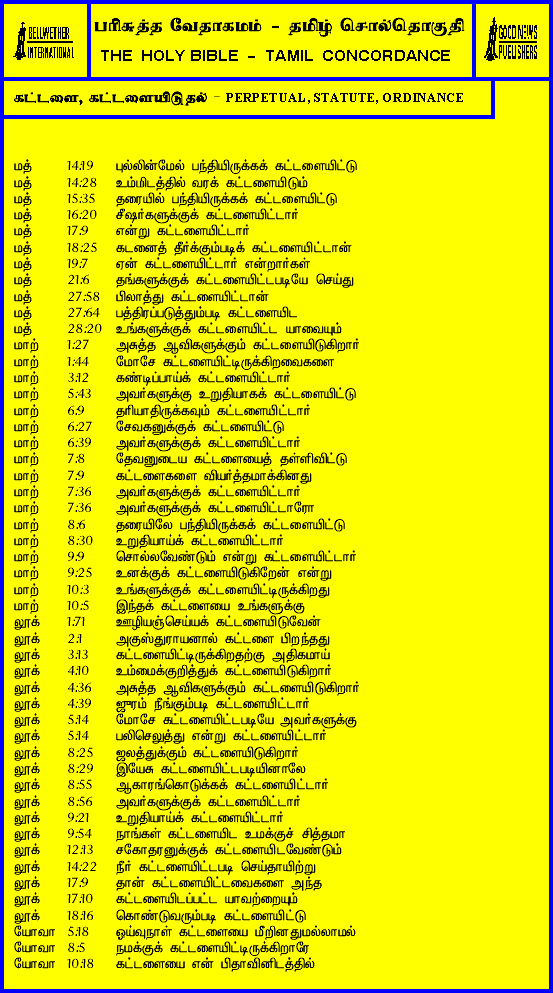 BELLWETHER
INTERNATIONAL
பரிசுத்த வேதாகமம் - தமிழ் சொல்தொகுதி
THE HOLY BIBLE - TAMIL CONCORDANCE
GOOD NEWS
PUBLISHERS
கட்டளை, கட்டளையிடுதல் - PERPETUAL, STATUTE, ORDINANCE
மத் 14:19 புல்லின்மேல் பந்தியிருக்கக் கட்டளையிட்டு
மத் 14:28 உம்மிடத்தில் வரக் கட்டளையிடும்
மத் 15:35 தரையில் பந்தியிருக்கக் கட்டளையிட்டு
மத் 16:20 சீஷர்களுக்குக் கட்டளையிட்டார்
மத் 17:9 என்று கட்டளையிட்டார்
மத் 18:25 கடனைத் தீர்க்கும்படிக் கட்டளையிட்டான்
மத் 19:7 ஏன் கட்டளையிட்டார் என்றார்கள்
மத் 21:6 தங்களுக்குக் கட்டளையிட்டபடியே செய்து
மத் 27:58 பிலாத்து கட்டளையிட்டான்
மத் 27:64 பத்திரப்படுத்தும்படி கட்டளையிட
மத் 28:20 உங்களுக்குக் கட்டளையிட்ட யாவையும்
மாற் 1:27 அசுத்த ஆவிகளுக்கும் கட்டளையிடுகிறார்
மாற் 1:44 மோசே கட்டளையிட்டிருக்கிறவைகளை
மாற் 3:12 கண்டிப்பாய்க் கட்டளையிட்டார்
மாற் 5:43 அவர்களுக்கு உறுதியாகக் கட்டளையிட்டு
மாற் 6:9 தரியாதிருக்கவும் கட்டளையிட்டார்
மாற் 6:27 சேவகனுக்குக் கட்டளையிட்டு
மாற் 6:39 அவர்களுக்குக் கட்டளையிட்டார்
மாற் 7:8 தேவனுடைய கட்டளையைத் தள்ளிவிட்டு
மாற் 7:9 கட்டளைகளை வியர்த்தமாக்கினது
மாற் 7:36 அவர்களுக்குக் கட்டளையிட்டார்
மாற் 7:36 அவர்களுக்குக் கட்டளையிட்டாரோ
மாற் 8:6 தரையிலே பந்தியிருக்கக் கட்டளையிட்டு
மாற் 8:30 உறுதியாய்க் கட்டளையிட்டார்
மாற் 9:9 சொல்லவேண்டும் என்று கட்டளையிட்டார்
மாற் 9:25 உனக்குக் கட்டளையிடுகிறேன் என்று
மாற் 10:3 உங்களுக்குக் கட்டளையிட்டிருக்கிறது
மாற் 10:5 இந்தக் கட்டளையை உங்களுக்கு
லூக் 1:71 ஊழியஞ்செய்யக் கட்டளையிடுவேன்
லூக் 2:1 அகுஸ்துராயனால் கட்டளை பிறந்தது
லூக் 3:13 கட்டளையிட்டிருக்கிறதற்கு அதிகமாய்
லூக் 4:10 உம்மைக்குறித்துக் கட்டளையிடுகிறார்
லூக் 4:36 அசுத்த ஆவிகளுக்கும் கட்டளையிடுகிறார்
லூக் 4:39 ஜுரம் நீங்கும்படி கட்டளையிட்டார்
லூக் 5:14 மோசே கட்டளையிட்டபடியே அவர்களுக்கு
லூக் 5:14 பலிசெலுத்து என்று கட்டளையிட்டார்
லூக் 8:25 ஜலத்துக்கும் கட்டளையிடுகிறார்
லூக் 8:29 இயேசு கட்டளையிட்டபடியினாலே
லூக் 8:55 ஆகாரங்கொடுக்கக் கட்டளையிட்டார்
லூக் 8:56 அவர்களுக்குக் கட்டளையிட்டார்
லூக் 9:21 உறுதியாய்க் கட்டளையிட்டார்
லூக் 9:54 நாங்கள் கட்டளையிட உமக்குச் சித்தமா
லூக் 12:13 சகோதரனுக்குக் கட்டளையிடவேண்டும்
லூக் 14:22 நீர் கட்டளையிட்டபடி செய்தாயிற்று
லூக் 17:9 தான் கட்டளையிட்டவைகளை அந்த
லூக் 17:10 கட்டளையிடப்பட்ட யாவற்றையும்
லூக் 18:16 கொண்டுவரும்படி கட்டளையிட்டு
யோவா 5:18 ஓய்வுநாள் கட்டளையை மீறினதுமல்லாமல்
யோவா 8:5 நமக்குக் கட்டளையிட்டிருக்கிறாரே
யோவா 10:18 கட்டளையை என் பிதாவினிடத்தில்